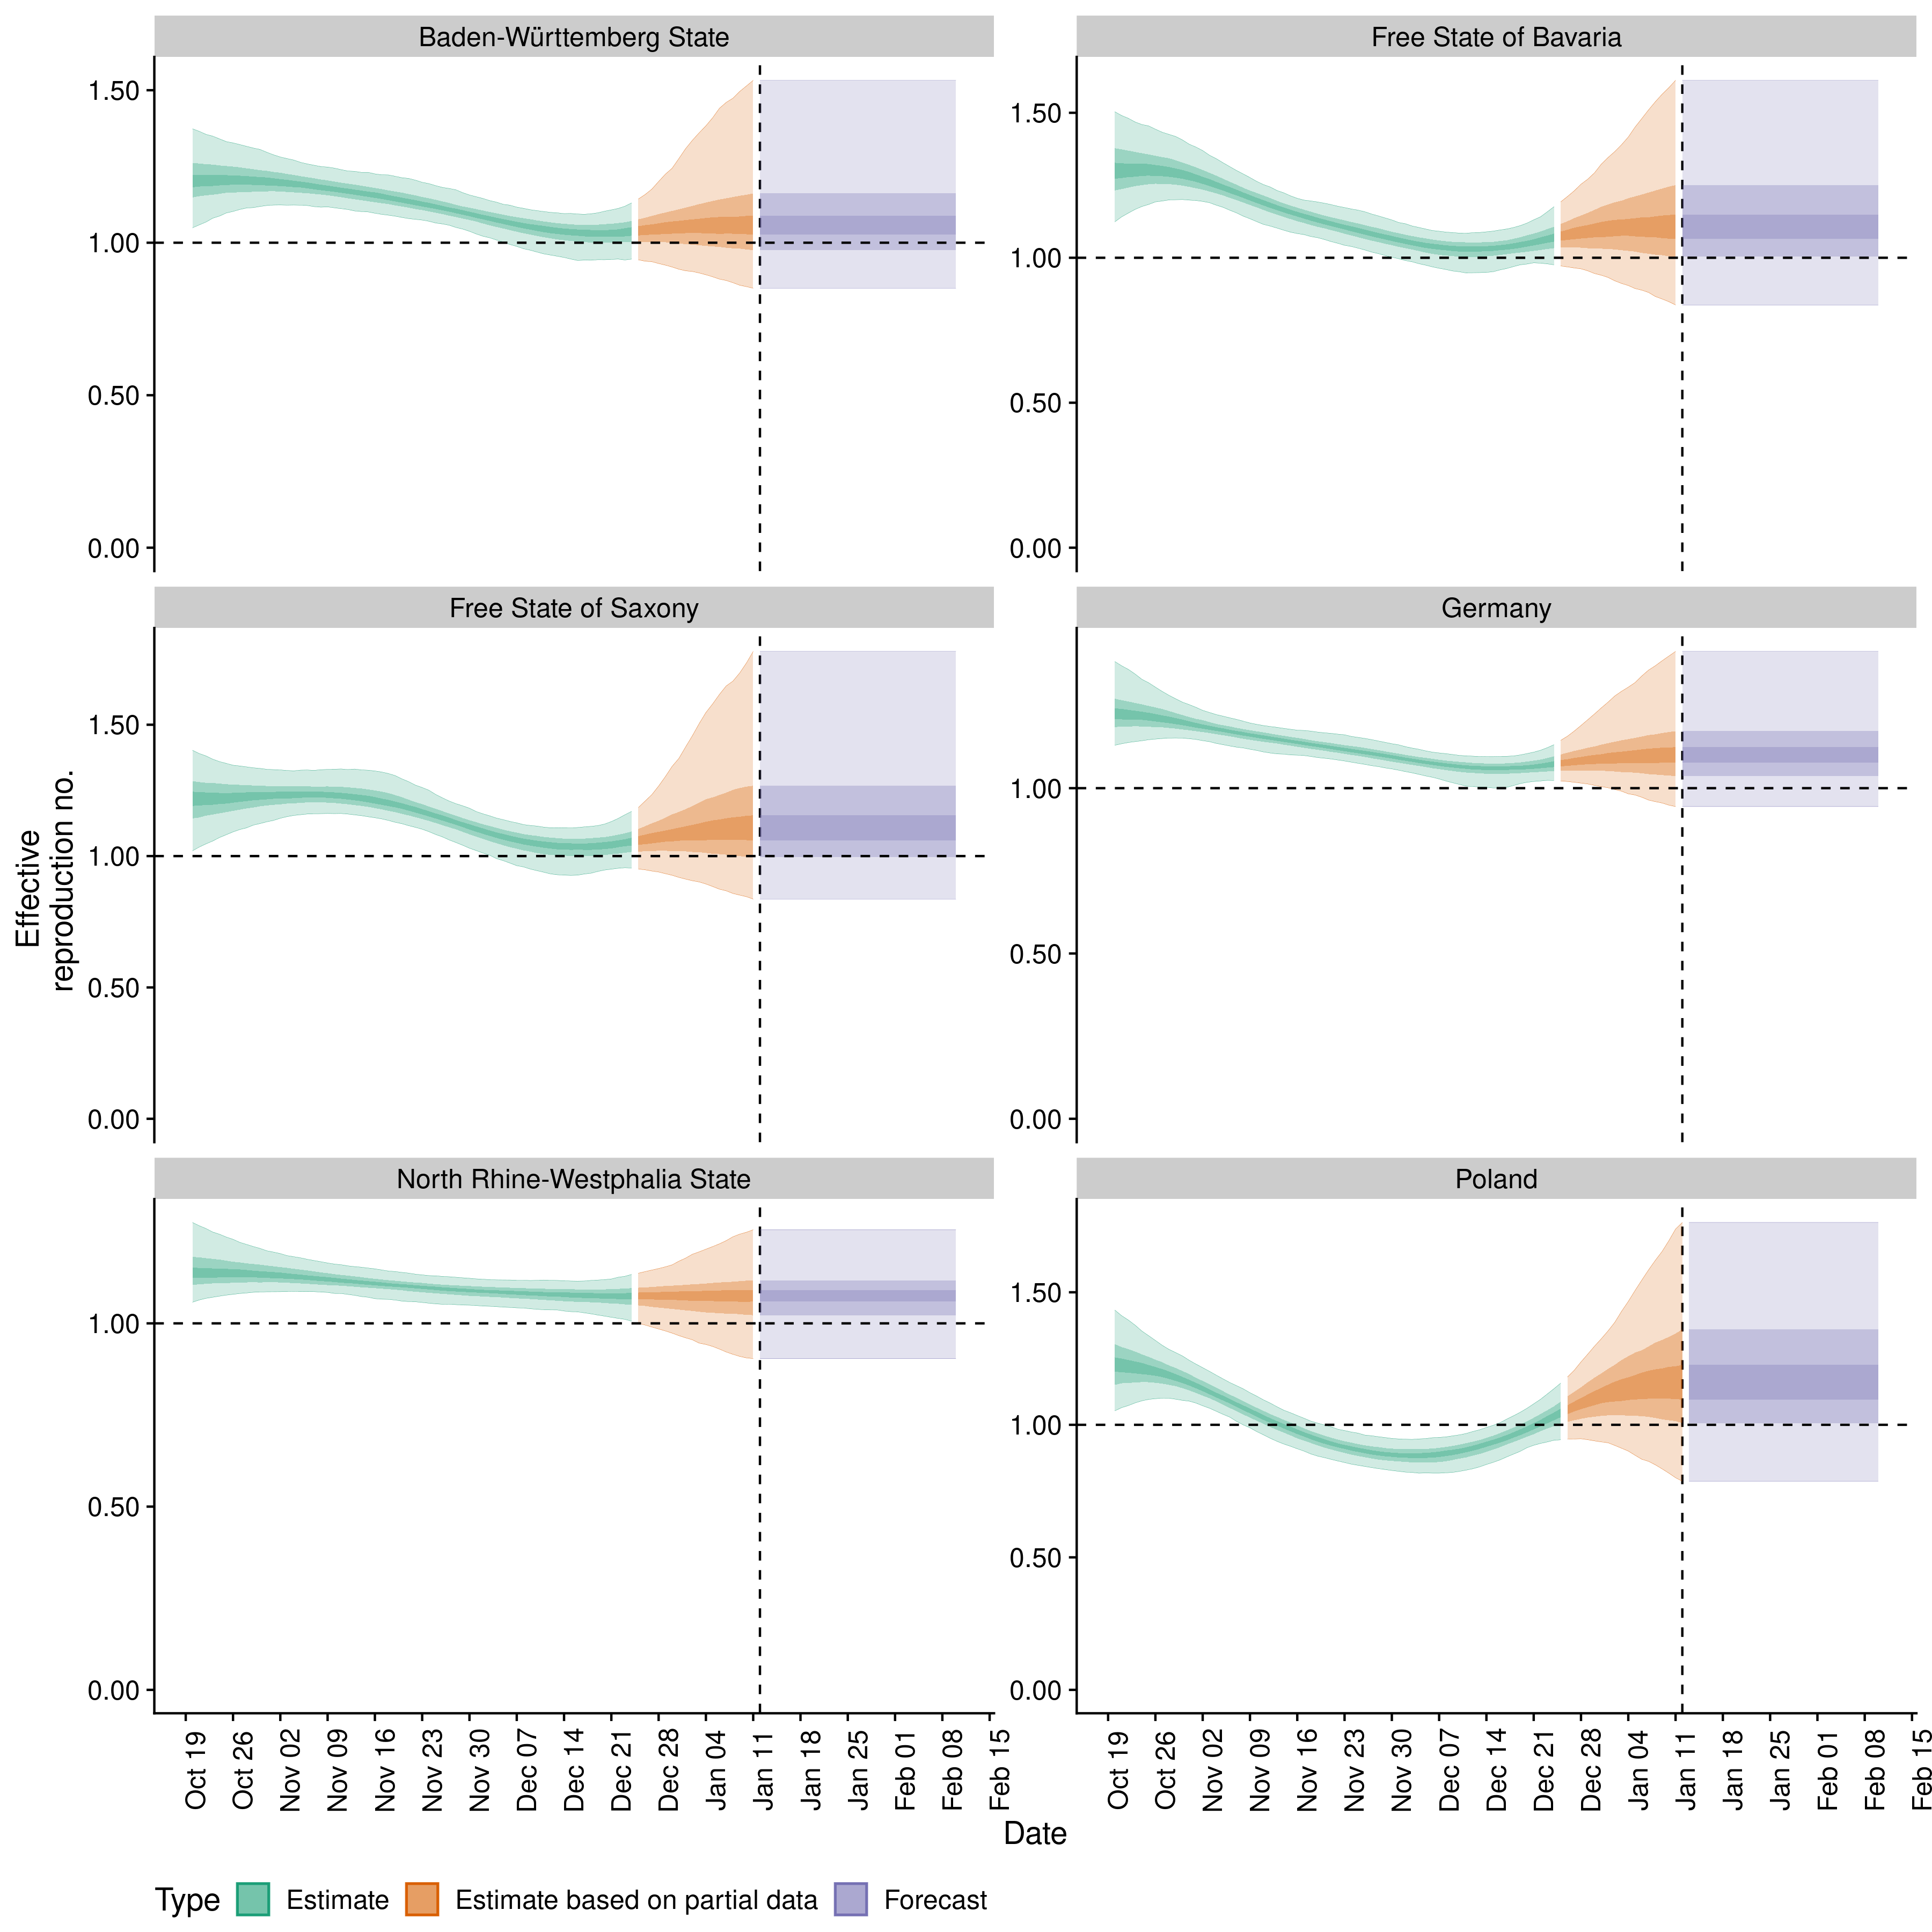 Baden-Württemberg State
Free State of Bavaria
1.50
1.00
0.50
0.00
1.50
1.00
0.50
0.00
Free State of Saxony
Germany
1.50
1.00
0.50
0.00
1.00
0.50
0.00
Effective
reproduction no.
North Rhine-Westphalia State
Poland
1.00
0.50
0.00
1.50
1.00
0.50
0.00
Oct 19
Oct 26
Nov 02
Nov 09
Nov 16
Nov 23
Nov 30
Dec 07
Dec 14
Dec 21
Dec 28
Jan 04
Jan 11
Jan 18
Jan 25
Feb 01
Feb 08
Feb 15
Oct 19
Oct 26
Nov 02
Nov 09
Nov 16
Nov 23
Nov 30
Dec 07
Dec 14
Dec 21
Dec 28
Jan 04
Jan 11
Jan 18
Jan 25
Feb 01
Feb 08
Feb 15
Date
Type Estimate Estimate based on partial data Forecast